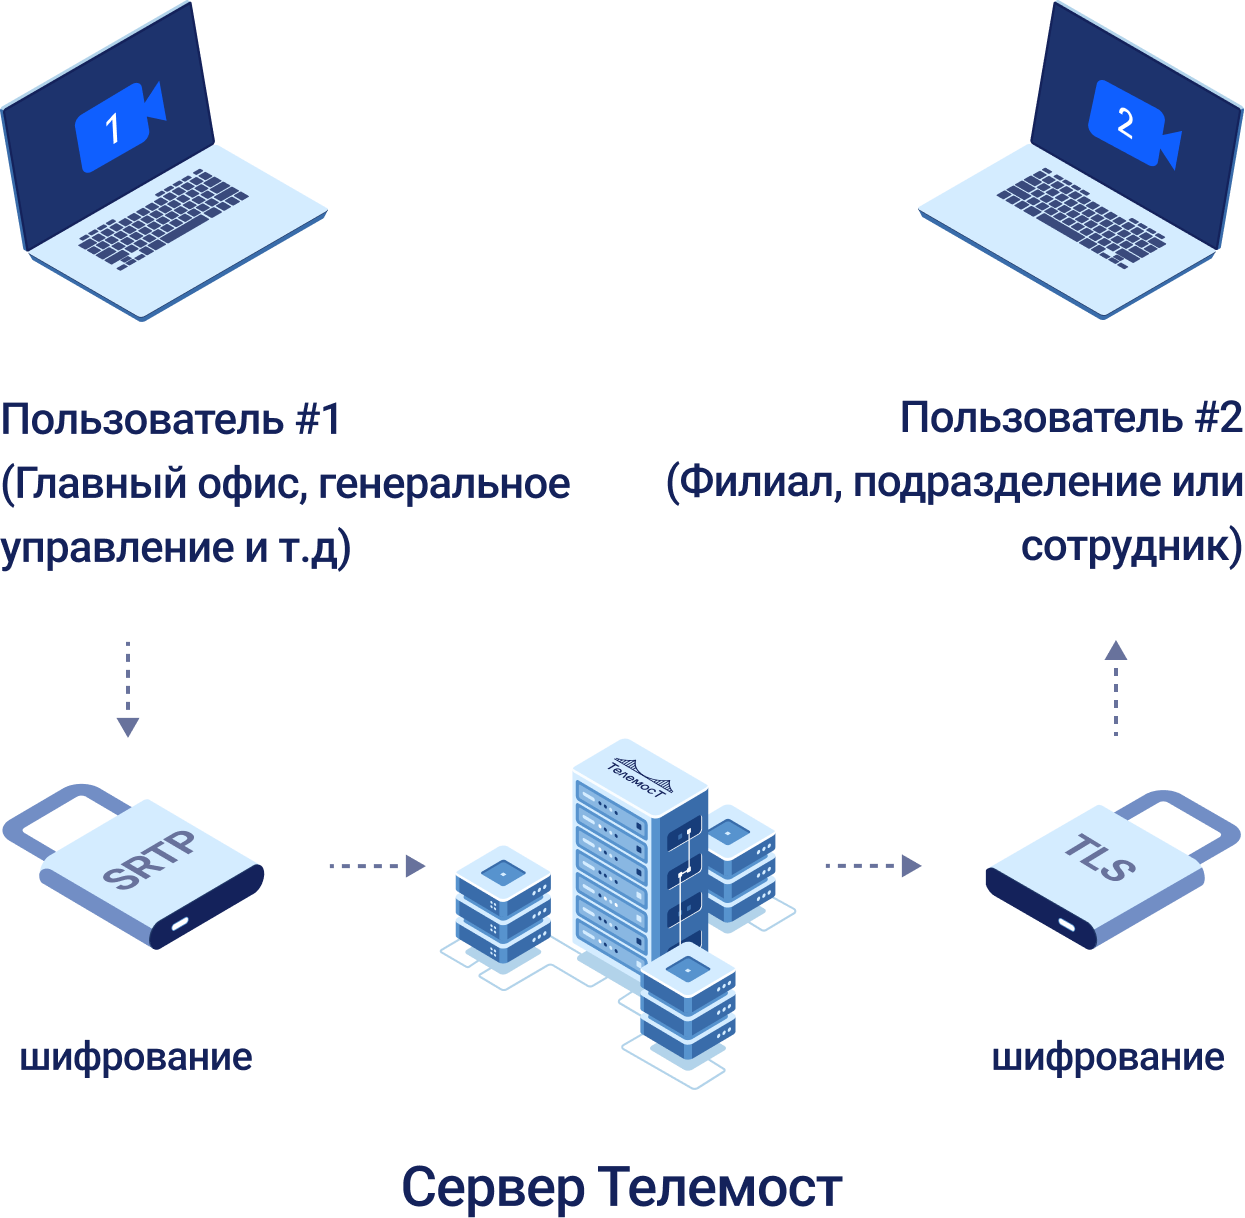 1
2
Пользователь #1
(Главный офис, генеральное
управление и т.д)
Пользователь #2
(Филиал, подразделение или
сотрудник)
ТелемосТ
SRTP
TLS
шифрование
шифрование
Сервер Телемост